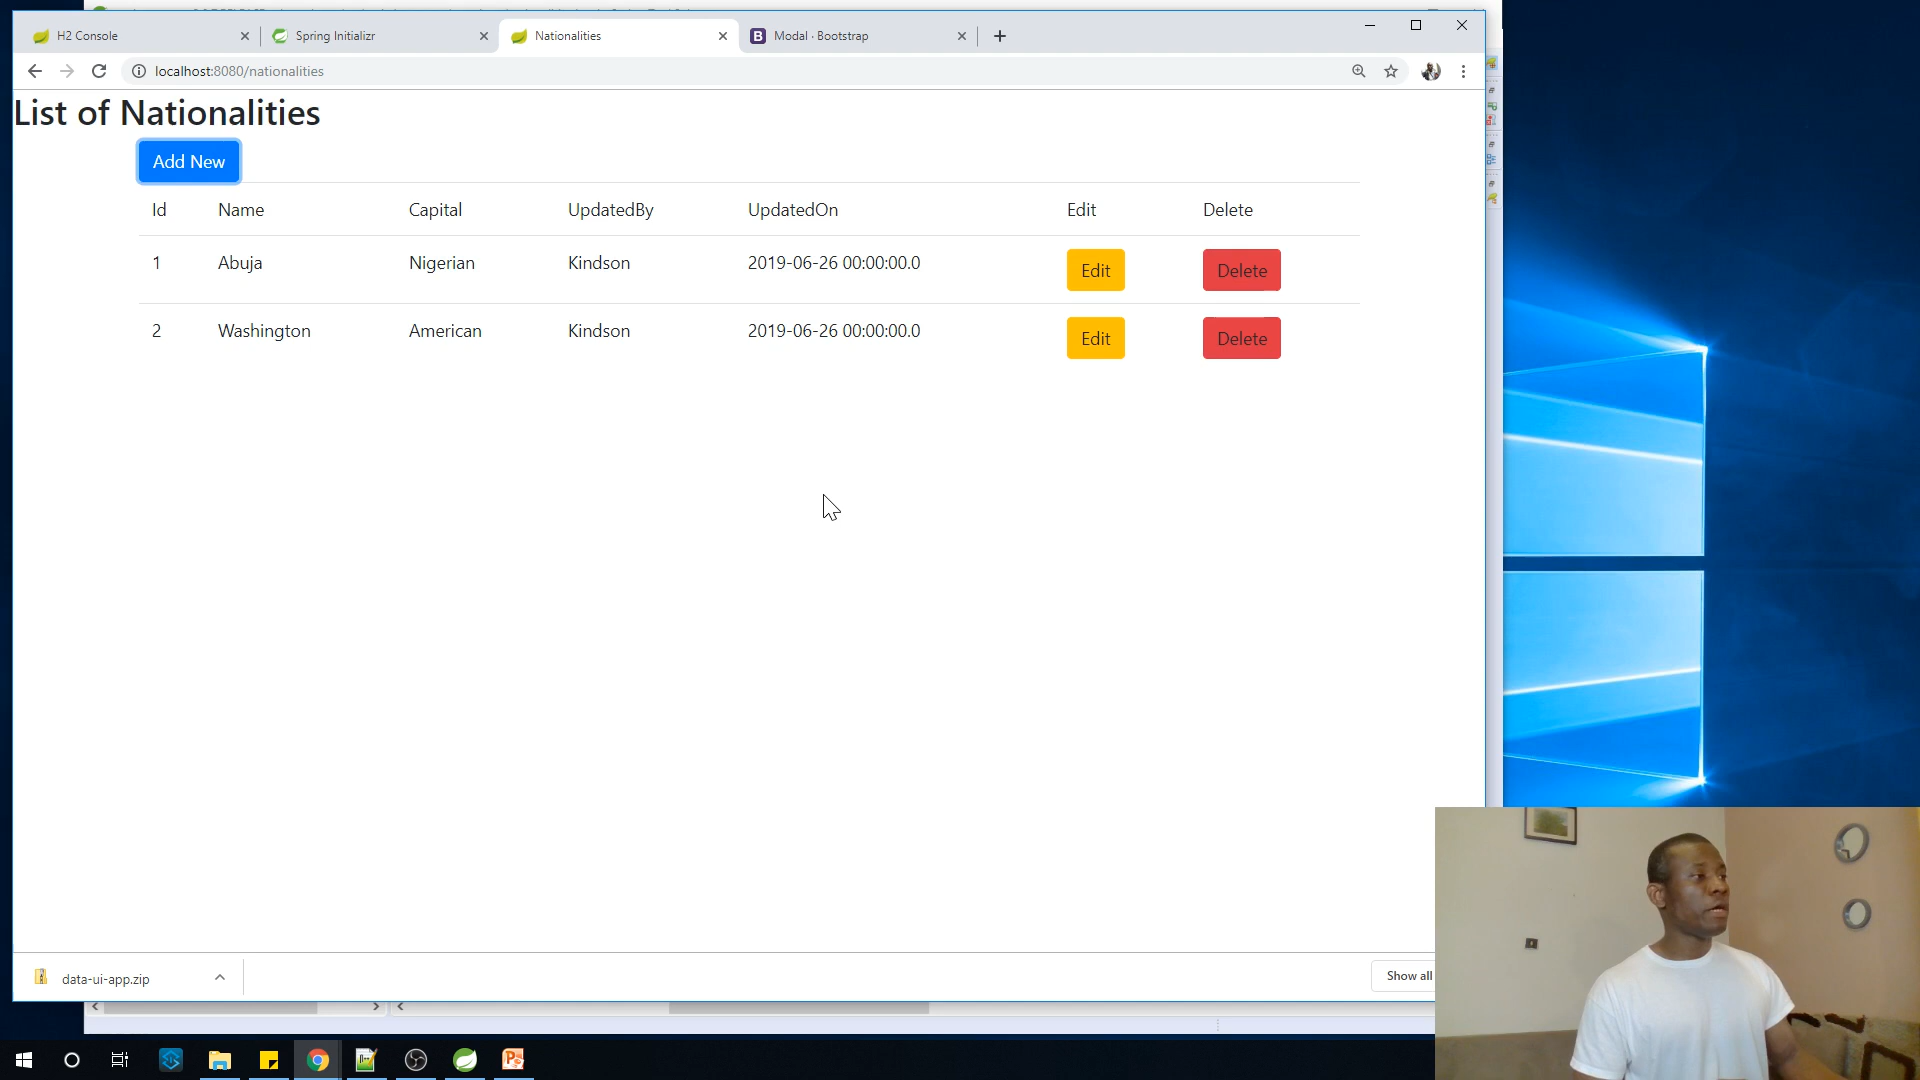 H2 Console
Spring Initializr
Nationalities
Modal · Bootstrap
localhost:8080/nationalities
List of Nationalities
Add New
Id Name Capital UpdatedBy UpdatedOn Edit Delete
1 Abuja Nigerian Kindson 2019-06-26 00:00:00.0 Edit Delete
2 Washington American Kindson 2019-06-26 00:00:00.0 Edit Delete
data-ui-app.zip
Show all